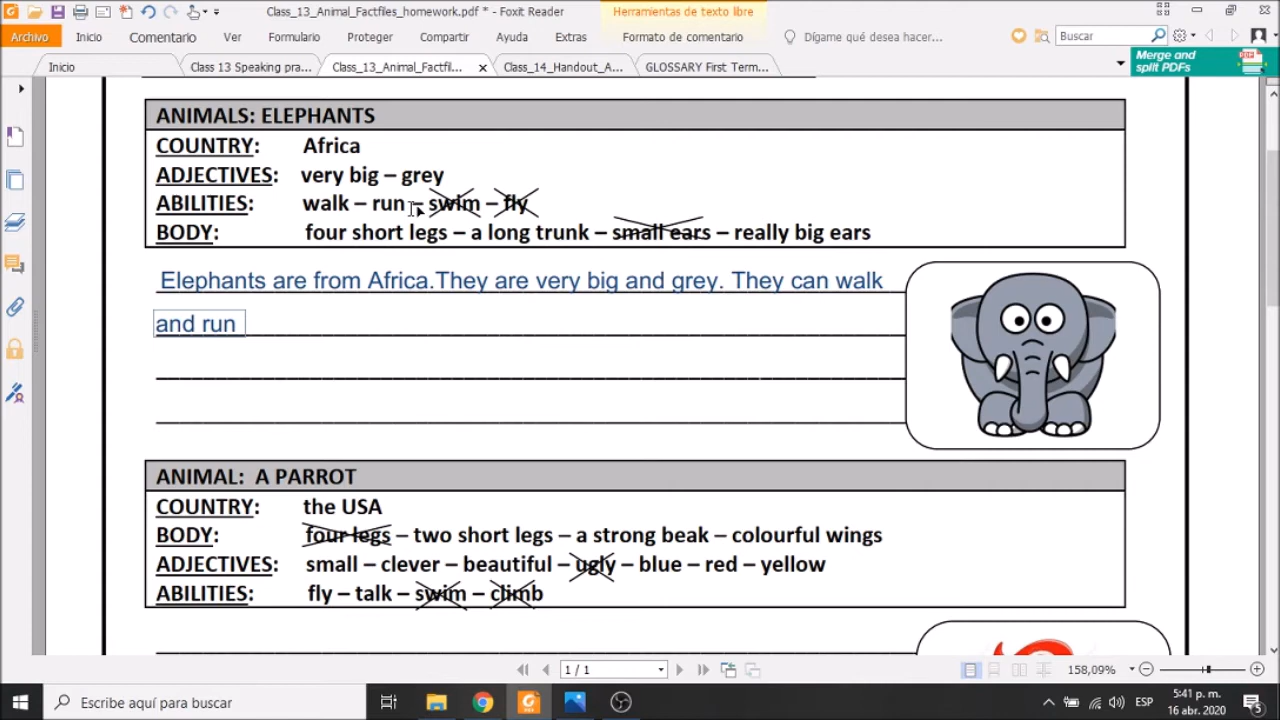 Class_13_Animal_Factfiles_homework.pdf * - Foxit Reader
Herramientas de texto libre
Archivo Inicio Comentario Ver Formulario Proteger Compartir Ayuda Extras Formato de comentario Dígame qué desea hacer... Buscar
Inicio Class 13 Speaking pra... Class_13_Animal_Factfil... Class_14_Handout_A... GLOSSARY First Term...
Merge and
split PDFs
ANIMALS: ELEPHANTS
COUNTRY: Africa
ADJECTIVES: very big – grey
ABILITIES: walk – run – swim – fly
BODY: four short legs – a long trunk – small ears – really big ears
Elephants are from Africa.They are very big and grey. They can walk
and run
ANIMAL: A PARROT
COUNTRY: the USA
BODY: four legs – two short legs – a strong beak – colourful wings
ADJECTIVES: small – clever – beautiful – ugly – blue – red – yellow
ABILITIES: fly – talk – swim – climb
1 / 1
158,09%
Escribe aquí para buscar
ESP
5:41 p. m.
16 abr. 2020
5